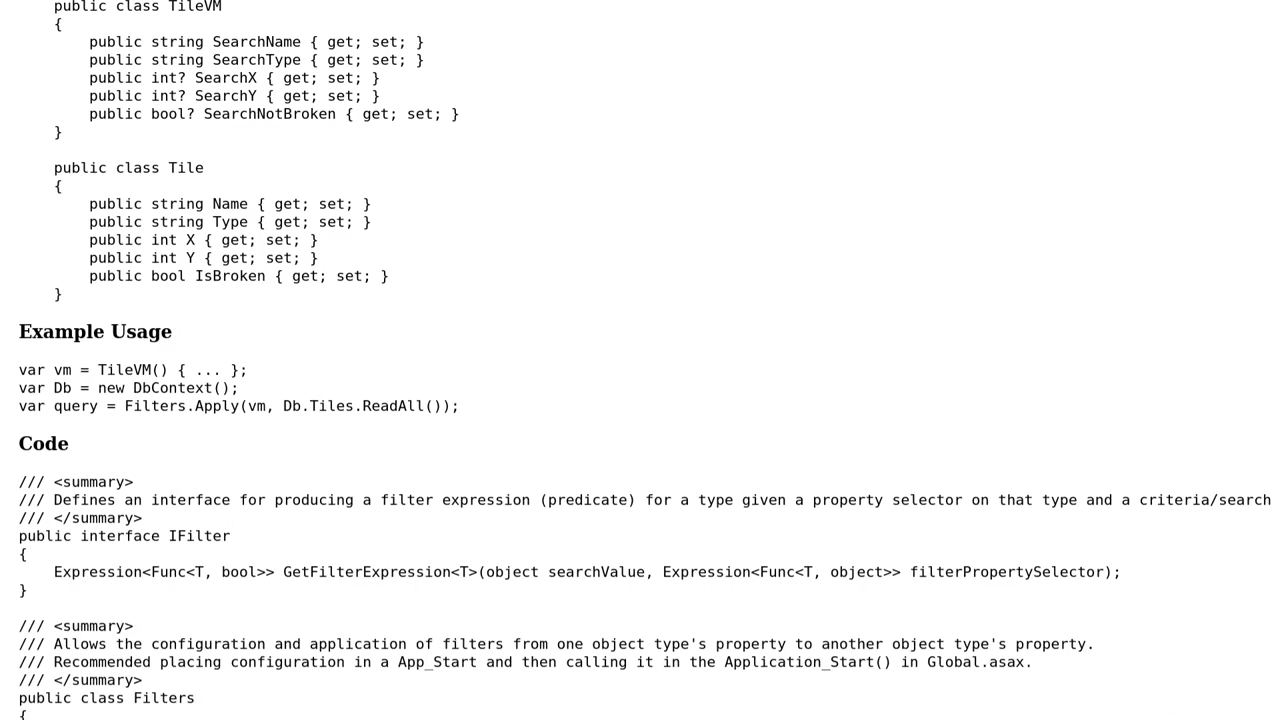 public class TileVM
{
public string SearchName { get; set; }
public string SearchType { get; set; }
public int? SearchX { get; set; }
public int? SearchY { get; set; }
public bool? SearchNotBroken { get; set; }
}
public class Tile
{
public string Name { get; set; }
public string Type { get; set; }
public int X { get; set; }
public int Y { get; set; }
public bool IsBroken { get; set; }
}
Example Usage
var vm = TileVM() { ... };
var Db = new DbContext();
var query = Filters.Apply(vm, Db.Tiles.ReadAll());
Code
/// <summary>
/// Defines an interface for producing a filter expression (predicate) for a type given a property selector on that type and a criteria/search
/// </summary>
public interface IFilter
{
Expression<Func<T, bool>> GetFilterExpression<T>(object searchValue, Expression<Func<T, object>> filterPropertySelector);
}
/// <summary>
/// Allows the configuration and application of filters from one object type's property to another object type's property.
/// Recommended placing configuration in a App_Start and then calling it in the Application_Start() in Global.asax.
/// </summary>
public class Filters
{